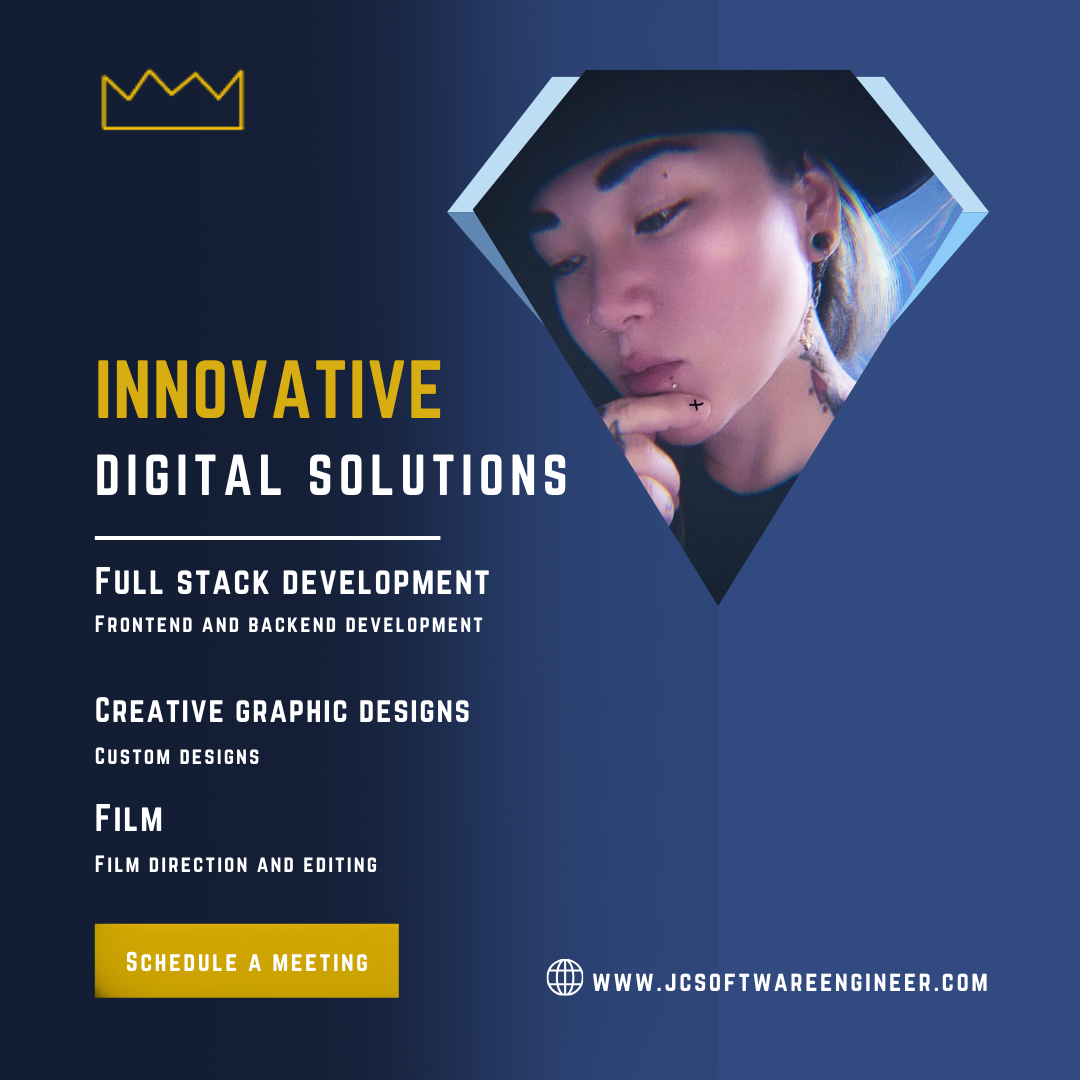 INNOVATIVE
DIGITAL SOLUTIONS
Full stack development
Frontend and backend development
Creative graphic designs
Custom designs
Film
Film direction and editing
Schedule a meeting
www.jcsoftwareengineer.com